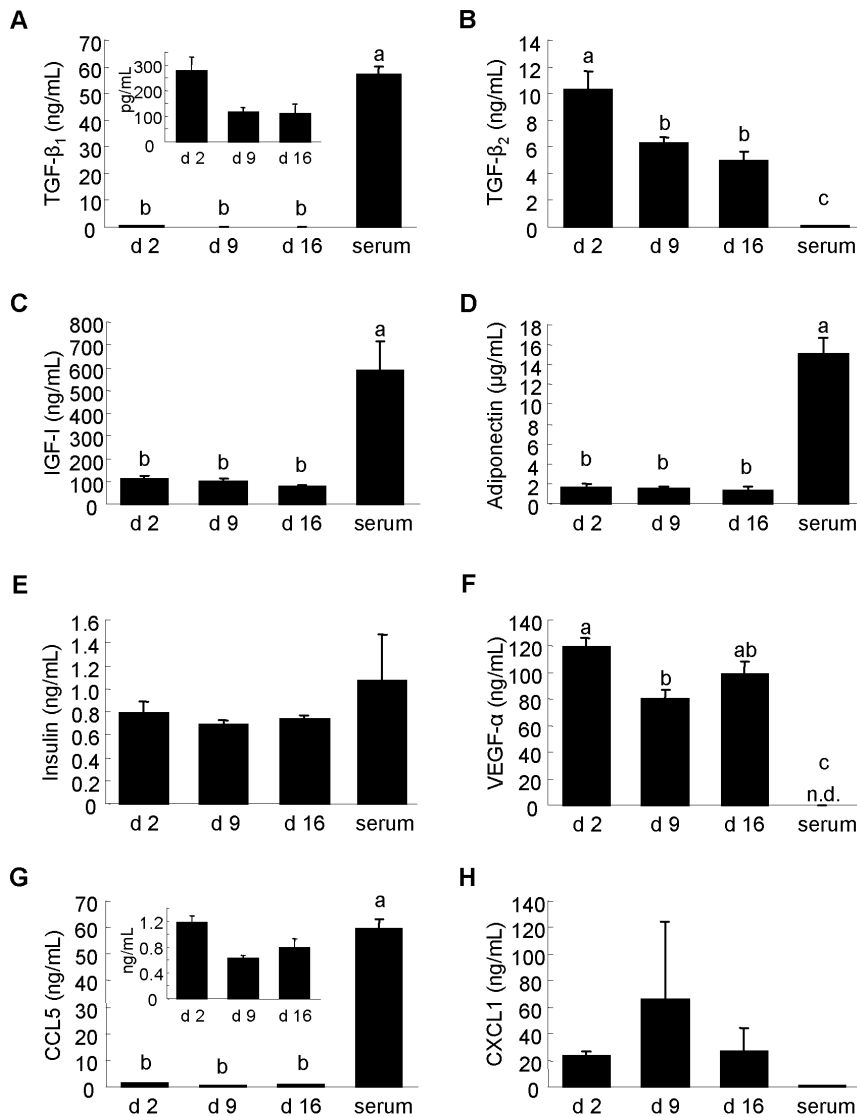 A
TGF-β1 (ng/mL)
70
60
50
40
30
20
10
0
pg/mL
300
200
100
0
d 2 d 9 d 16
b b b a
d 2 d 9 d 16 serum
B
TGF-β2 (ng/mL)
14
12
10
8
6
4
2
0
a b b c
d 2 d 9 d 16 serum
C
IGF-I (ng/mL)
800
700
600
500
400
300
200
100
0
b b b a
d 2 d 9 d 16 serum
D
Adiponectin (µg/mL)
18
16
14
12
10
8
6
4
2
0
b b b a
d 2 d 9 d 16 serum
E
Insulin (ng/mL)
1.6
1.4
1.2
1.0
0.8
0.6
0.4
0.2
0
d 2 d 9 d 16 serum
F
VEGF-α (ng/mL)
140
120
100
80
60
40
20
0
a b ab c
n.d.
d 2 d 9 d 16 serum
G
CCL5 (ng/mL)
70
60
50
40
30
20
10
0
ng/mL
1.2
0.8
0.4
0
d 2 d 9 d 16
b b b a
d 2 d 9 d 16 serum
H
CXCL1 (ng/mL)
140
120
100
80
60
40
20
0
d 2 d 9 d 16 serum